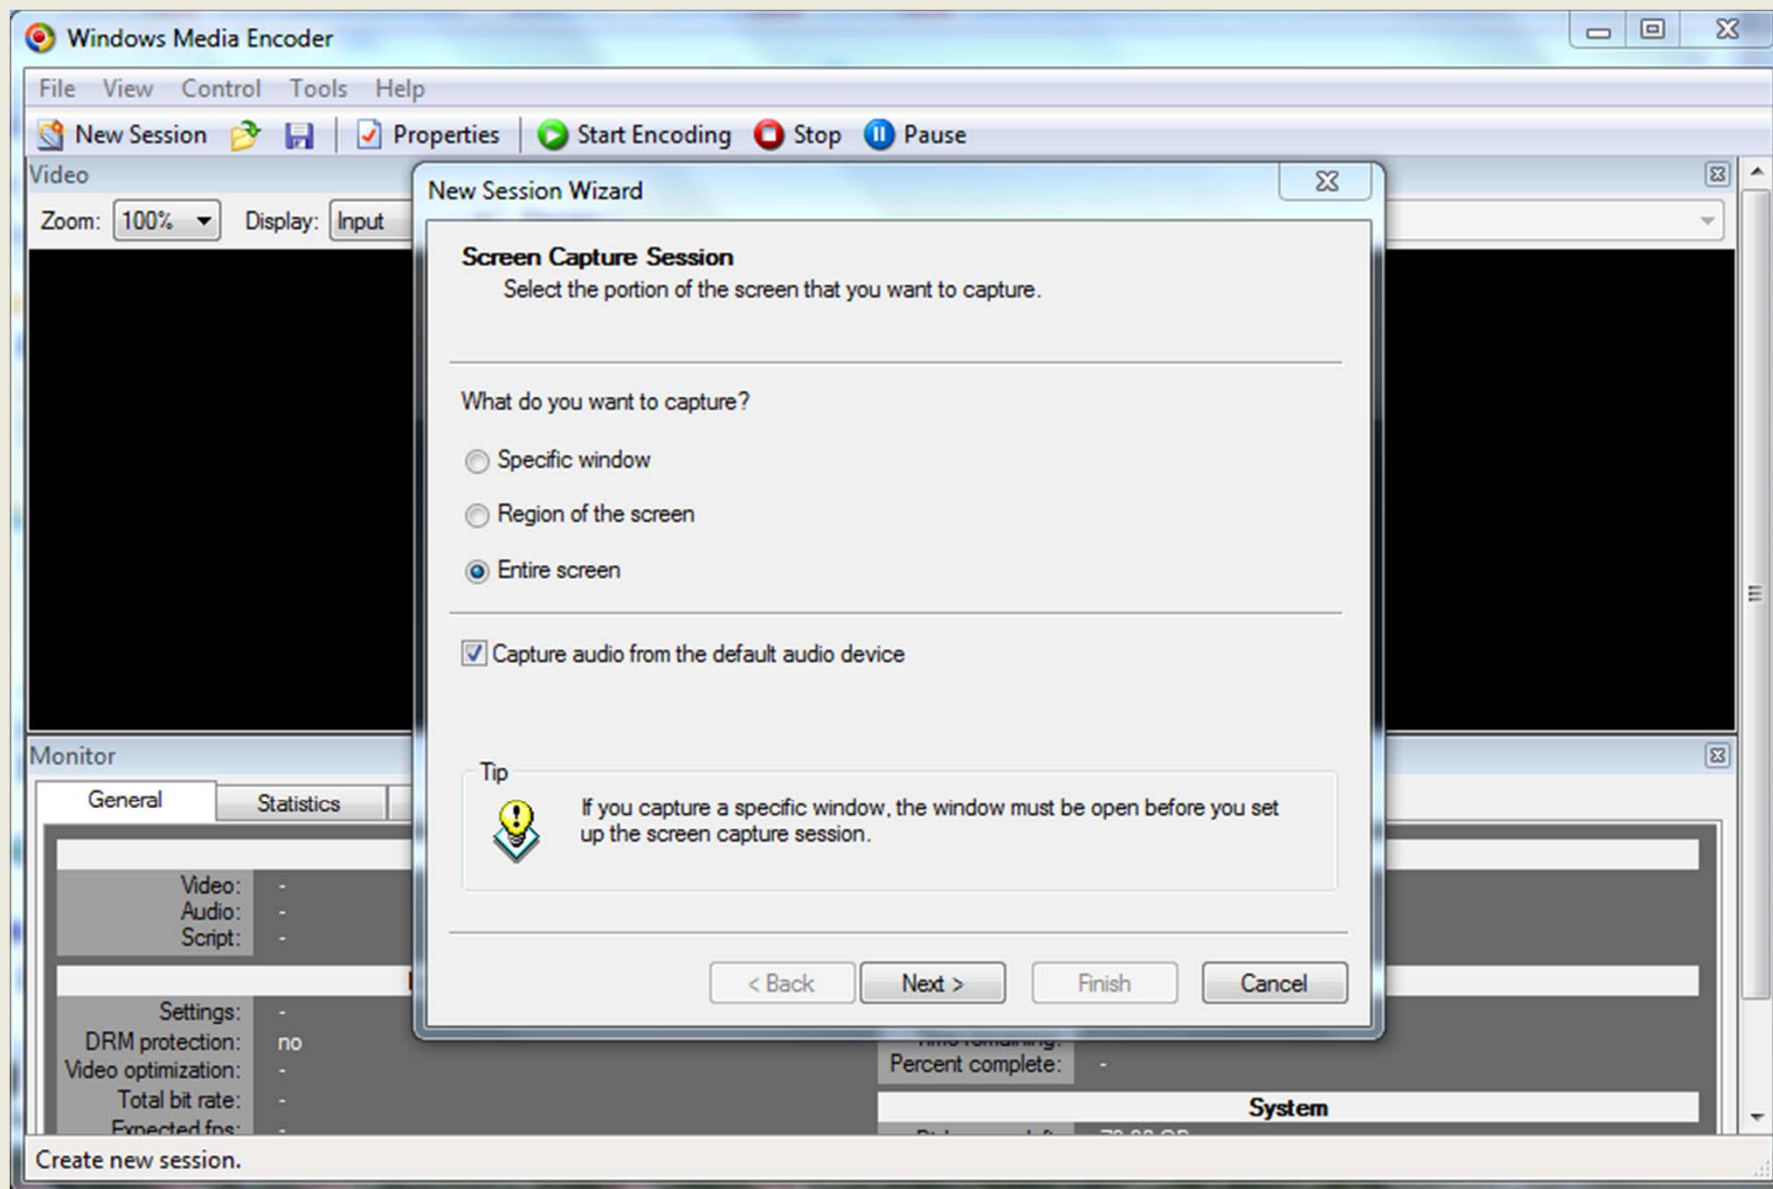 Windows Media Encoder
File View Control Tools Help
New Session Properties Start Encoding Stop Pause
Video
Zoom: 100% Display: Input
New Session Wizard
Screen Capture Session
Select the portion of the screen that you want to capture.
What do you want to capture?
Specific window
Region of the screen
Entire screen
Capture audio from the default audio device
Tip
If you capture a specific window, the window must be open before you set
up the screen capture session.
< Back Next > Finish Cancel
Monitor
General Statistics
Video: -
Audio: -
Script: -
Settings: -
DRM protection: no
Video optimization: -
Total bit rate: -
Expected fps: -
Time remaining:
Percent complete: -
System
Create new session.